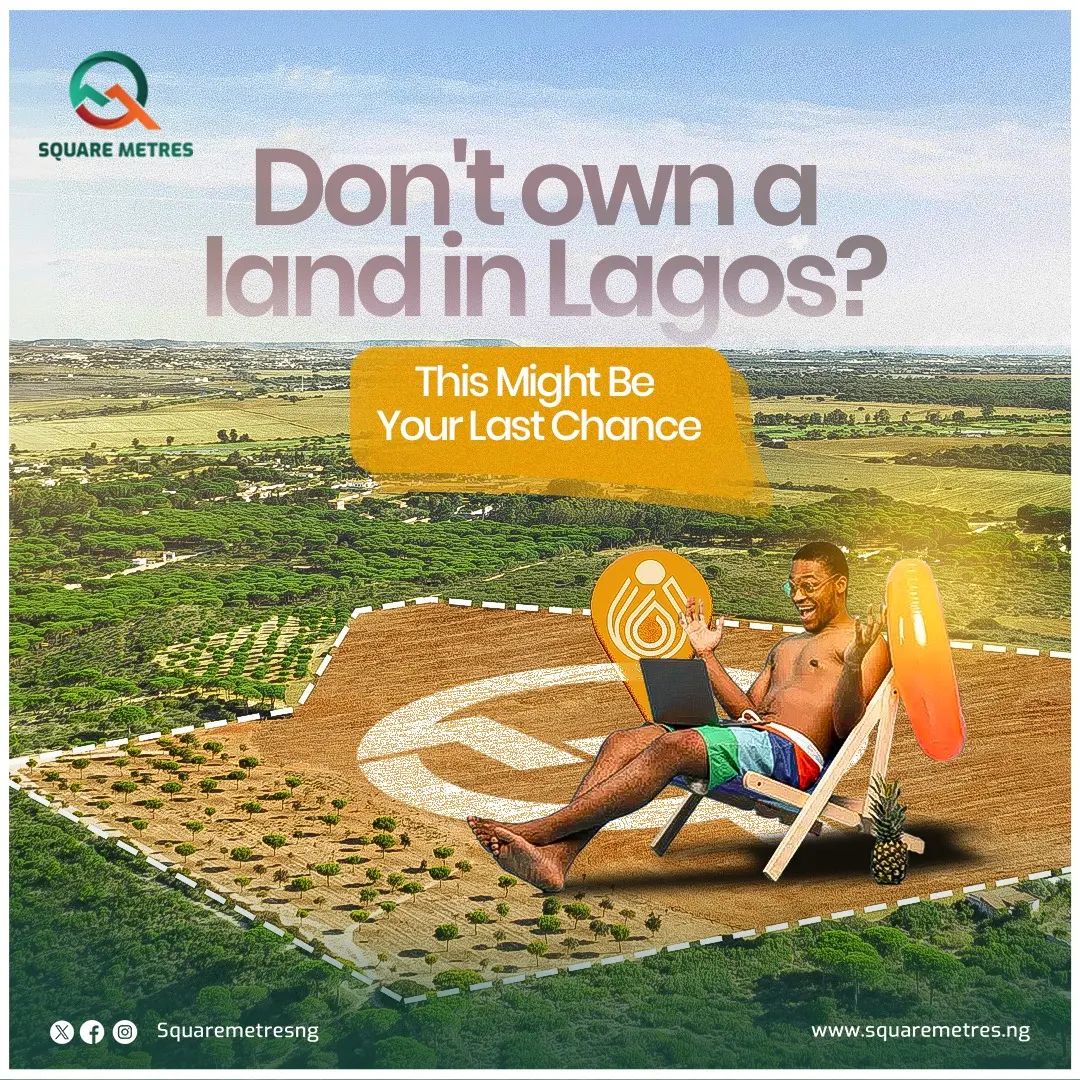 SQUARE METRES
Don't own a
land in Lagos?
This Might Be
Your Last Chance
Squaremetresng
www.squaremetres.ng